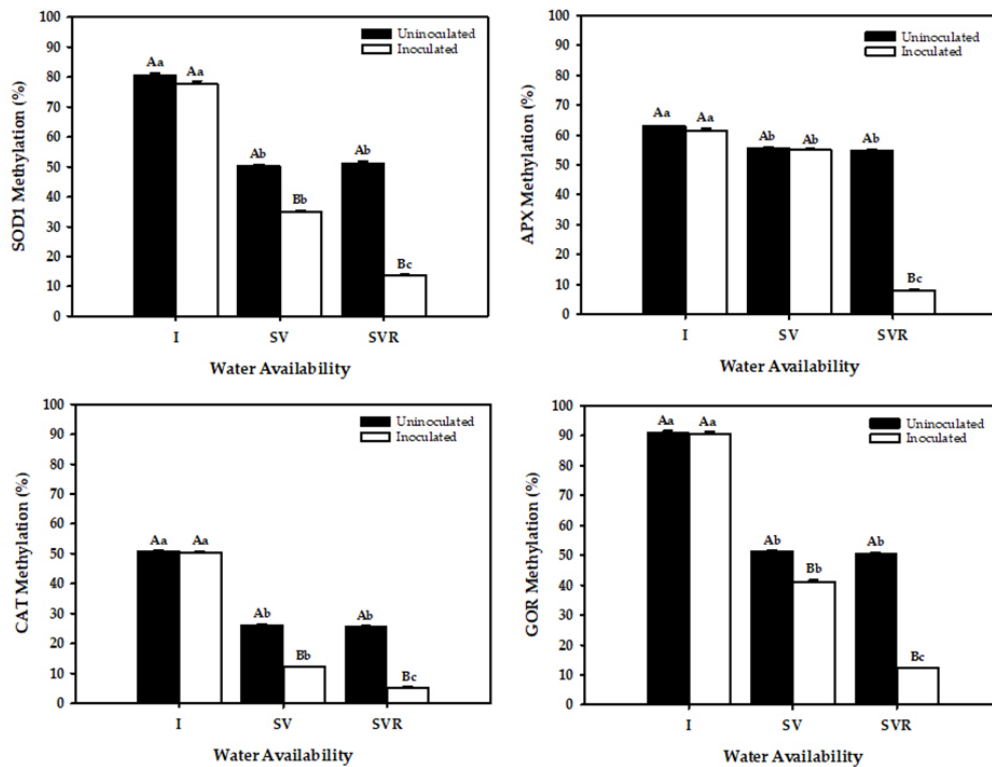 SOD1 Methylation (%)
100
90
80
70
60
50
40
30
20
10
0
Uninoculated
Inoculated
Aa Aa
Ab
Bb
Ab
Bc
I SV SVR
Water Availability
APX Methylation (%)
100
90
80
70
60
50
40
30
20
10
0
Uninoculated
Inoculated
Aa Aa
Ab Ab
Ab
Bc
I SV SVR
Water Availability
CAT Methylation (%)
100
90
80
70
60
50
40
30
20
10
0
Uninoculated
Inoculated
Aa Aa
Ab
Bb
Ab
Bc
I SV SVR
Water Availability
GOR Methylation (%)
100
90
80
70
60
50
40
30
20
10
0
Uninoculated
Inoculated
Aa Aa
Ab
Bb
Ab
Bc
I SV SVR
Water Availability